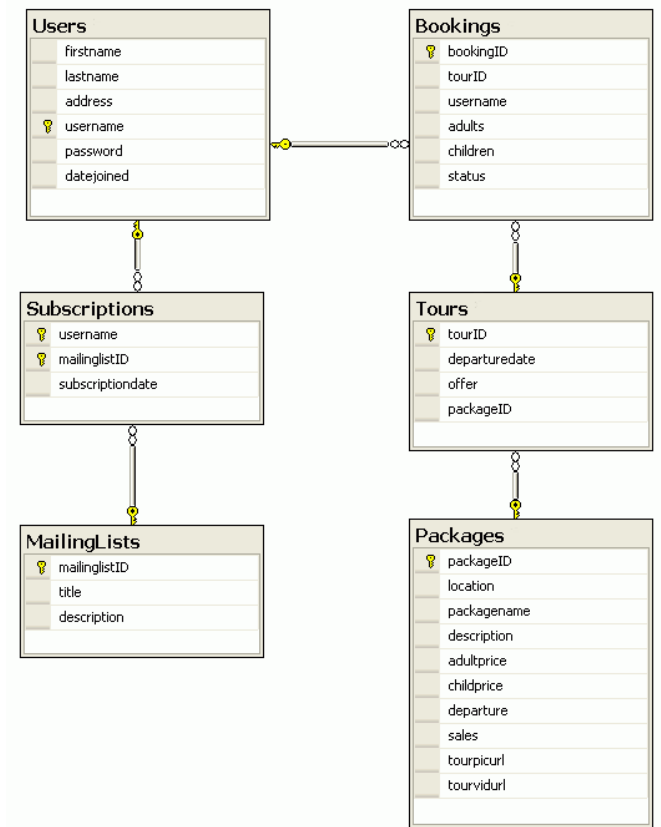 Users
firstname
lastname
address
username
password
datejoined
Bookings
bookingID
tourID
username
adults
children
status
Subscriptions
username
mailinglistID
subscriptiondate
Tours
tourID
departuredate
offer
packageID
MailingLists
mailinglistID
title
description
Packages
packageID
location
packagename
description
adultprice
childprice
departure
sales
tourpicurl
tourvidurl